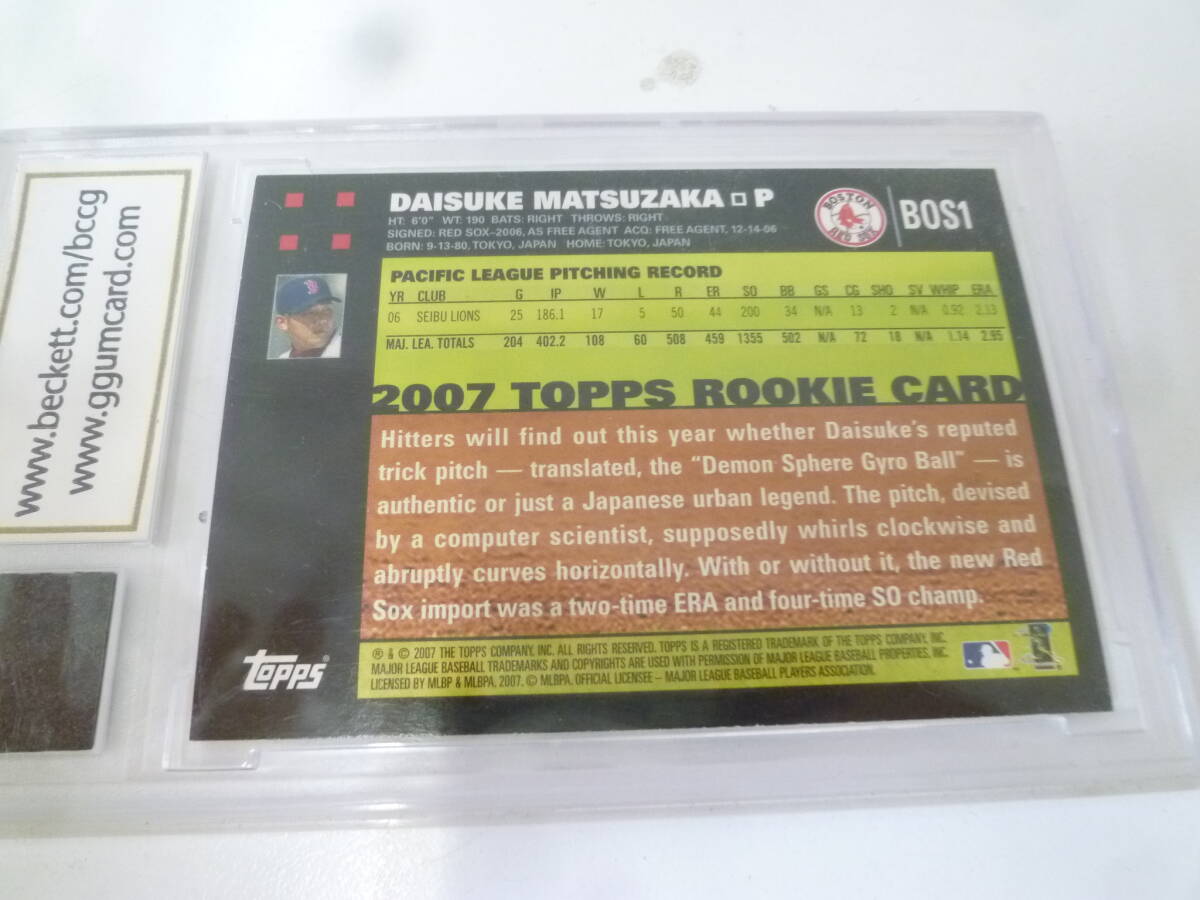 www.beckett.com/bccg
www.ggumcard.com
DAISUKE MATSUZAKA P
BOSTON
RED SOX
BOS1
HT: 6'0" WT: 190 BATS: RIGHT THROWS: RIGHT
SIGNED: RED SOX–2006, AS FREE AGENT ACQ: FREE AGENT, 12-14-06
BORN: 9-13-80, TOKYO, JAPAN HOME: TOKYO, JAPAN
PACIFIC LEAGUE PITCHING RECORD
YR CLUB G IP W L R ER SO BB GS CG SHO SV WHIP ERA
06 SEIBU LIONS 25 186.1 17 5 50 44 200 34 N/A 13 2 N/A 0.92 2.13
MAJ. LEA. TOTALS 204 402.2 108 60 508 459 1355 502 N/A 72 18 N/A 1.14 2.95
2007 TOPPS ROOKIE CARD
Hitters will find out this year whether Daisuke's reputed
trick pitch — translated, the "Demon Sphere Gyro Ball" — is
authentic or just a Japanese urban legend. The pitch, devised
by a computer scientist, supposedly whirls clockwise and
abruptly curves horizontally. With or without it, the new Red
Sox import was a two-time ERA and four-time SO champ.
TOPPS®
® & © 2007 THE TOPPS COMPANY, INC. ALL RIGHTS RESERVED. TOPPS IS A REGISTERED TRADEMARK OF THE TOPPS COMPANY, INC.
MAJOR LEAGUE BASEBALL TRADEMARKS AND COPYRIGHTS ARE USED WITH PERMISSION OF MAJOR LEAGUE BASEBALL PROPERTIES, INC.
LICENSED BY MLBP & MLBPA, 2007. © MLBPA. OFFICIAL LICENSEE – MAJOR LEAGUE BASEBALL PLAYERS ASSOCIATION.